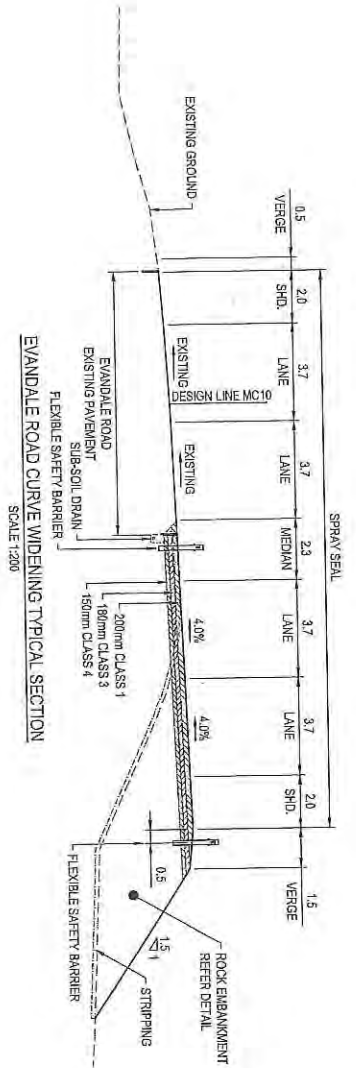 SPRAY SEAL
0.5
VERGE
2.0
SHD.
3.7
LANE
3.7
LANE
2.3
MEDIAN
3.7
LANE
3.7
LANE
2.0
SHD.
1.5
VERGE
EXISTING GROUND
EXISTING
DESIGN LINE MC10
EXISTING
4.0%
4.0%
0.5
1.5
1
ROCK EMBANKMENT
REFER DETAIL
STRIPPING
FLEXIBLE SAFETY BARRIER
200mm CLASS 1
180mm CLASS 3
150mm CLASS 4
EVANDALE ROAD
EXISTING PAVEMENT
SUB-SOIL DRAIN
FLEXIBLE SAFETY BARRIER
EVANDALE ROAD CURVE WIDENING TYPICAL SECTION
SCALE 1:200